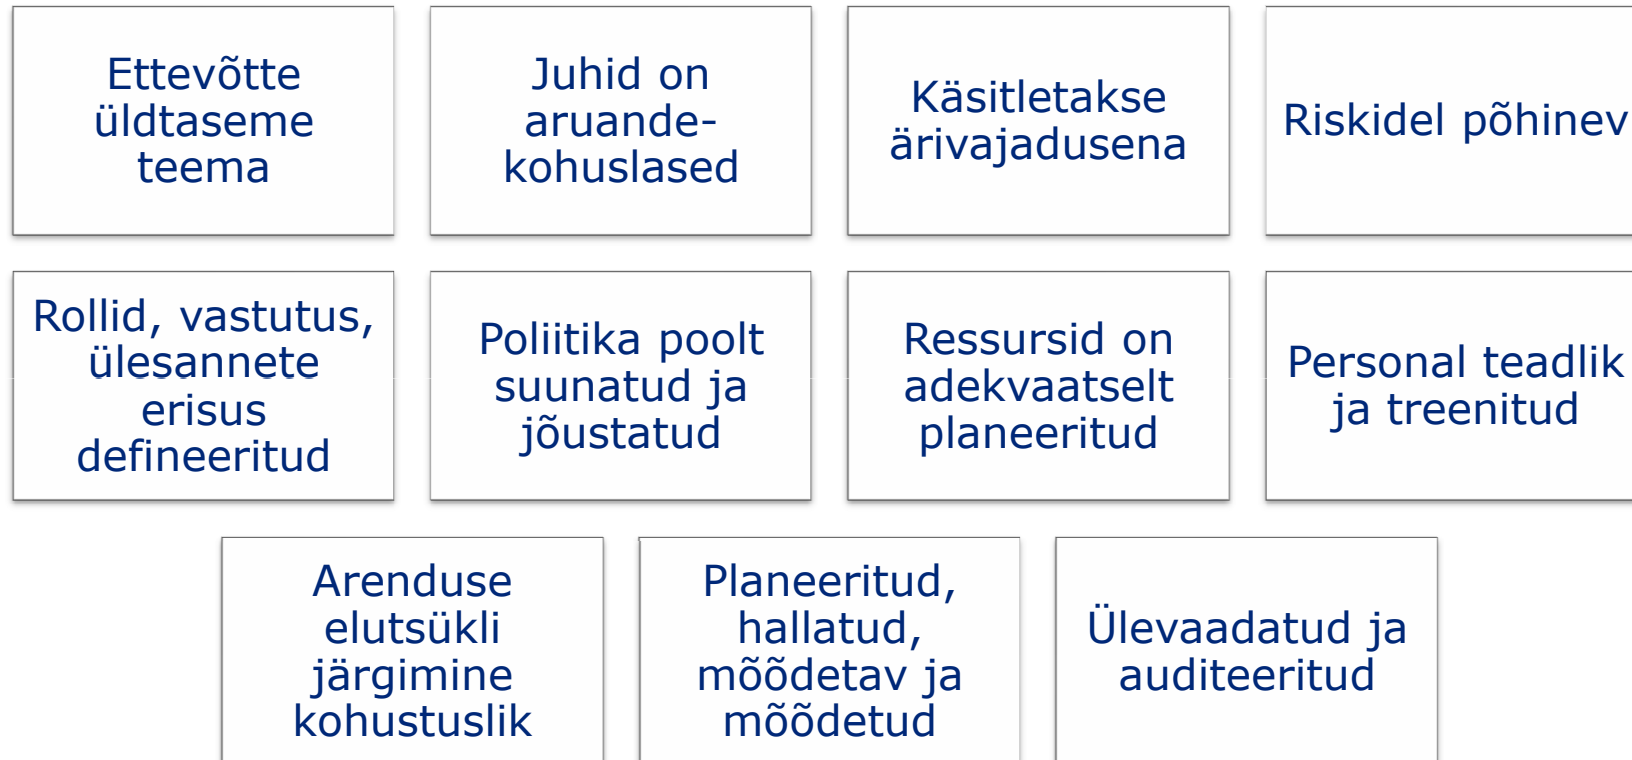 Ettevõtte
üldtaseme
teema
Juhid on
aruande-
kohuslased
Käsitletakse
ärivajadusena
Riskidel põhinev
Rollid, vastutus,
ülesannete
erisus
defineeritud
Poliitika poolt
suunatud ja
jõustatud
Ressursid on
adekvaatselt
planeeritud
Personal teadlik
ja treenitud
Arenduse
elutsükli
järgimine
kohustuslik
Planeeritud,
hallatud,
mõõdetav ja
mõõdetud
Ülevaadatud ja
auditeeritud